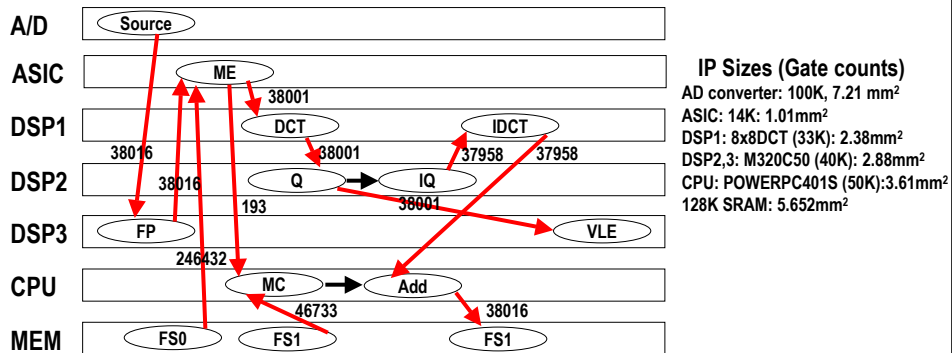 A/D
Source
ASIC
ME
38001
DSP1
DCT
IDCT
38016
38001
37958
37958
DSP2
Q
IQ
38016
193
38001
DSP3
FP
VLE
246432
CPU
MC
Add
46733
38016
MEM
FS0
FS1
FS1
IP Sizes (Gate counts)
AD converter: 100K, 7.21 mm²
ASIC: 14K: 1.01mm²
DSP1: 8x8DCT (33K): 2.38mm²
DSP2,3: M320C50 (40K): 2.88mm²
CPU: POWERPC401S (50K):3.61mm²
128K SRAM: 5.652mm²